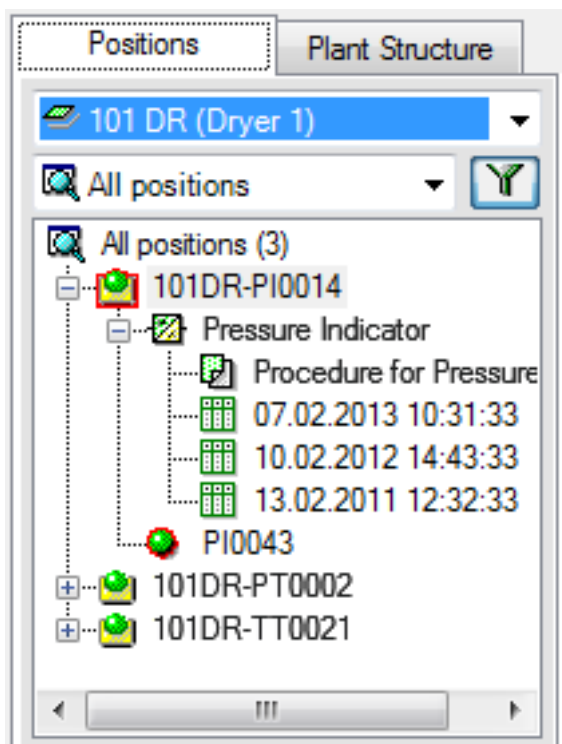 Positions
Plant Structure
101 DR (Dryer 1)
All positions
All positions (3)
101DR-PI0014
Pressure Indicator
Procedure for Pressure
07.02.2013 10:31:33
10.02.2012 14:43:33
13.02.2011 12:32:33
PI0043
101DR-PT0002
101DR-TT0021